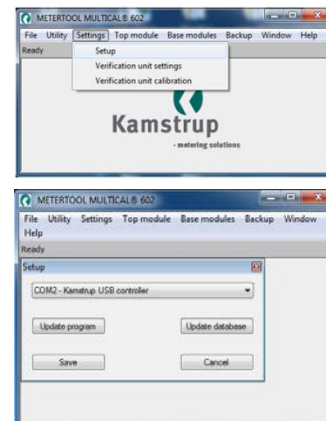 METERTOOL MULTICAL® 602
File Utility Settings Top module Base modules Backup Window Help
Ready
Setup
Verification unit settings
Verification unit calibration
Kamstrup
- metering solutions
METERTOOL MULTICAL® 602
File Utility Settings Top module Base modules Backup Window
Help
Ready
Setup
COM2 - Kamstrup USB controller
Update program Update database
Save Cancel